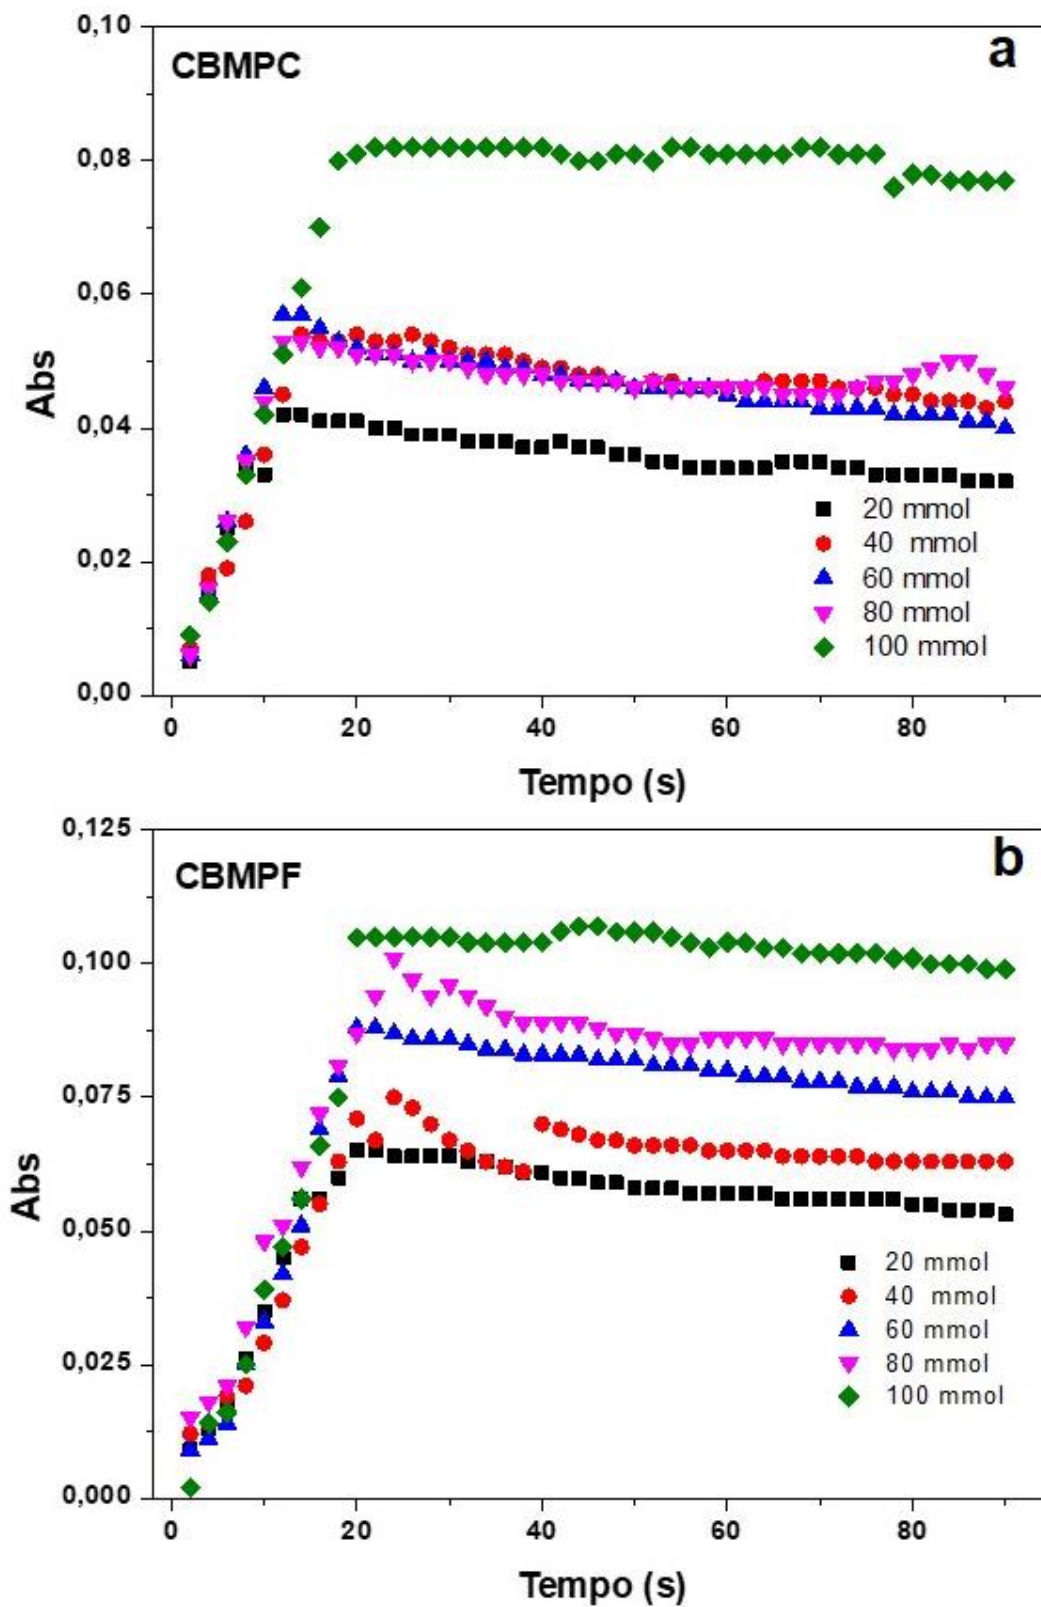 0,10
a
CBMPC
0,08
0,06
Abs
0,04
0,02
0,00
20 mmol
40 mmol
60 mmol
80 mmol
100 mmol
0 20 40 60 80
Tempo (s)
0,125
b
CBMPF
0,100
0,075
Abs
0,050
0,025
0,000
20 mmol
40 mmol
60 mmol
80 mmol
100 mmol
0 20 40 60 80
Tempo (s)